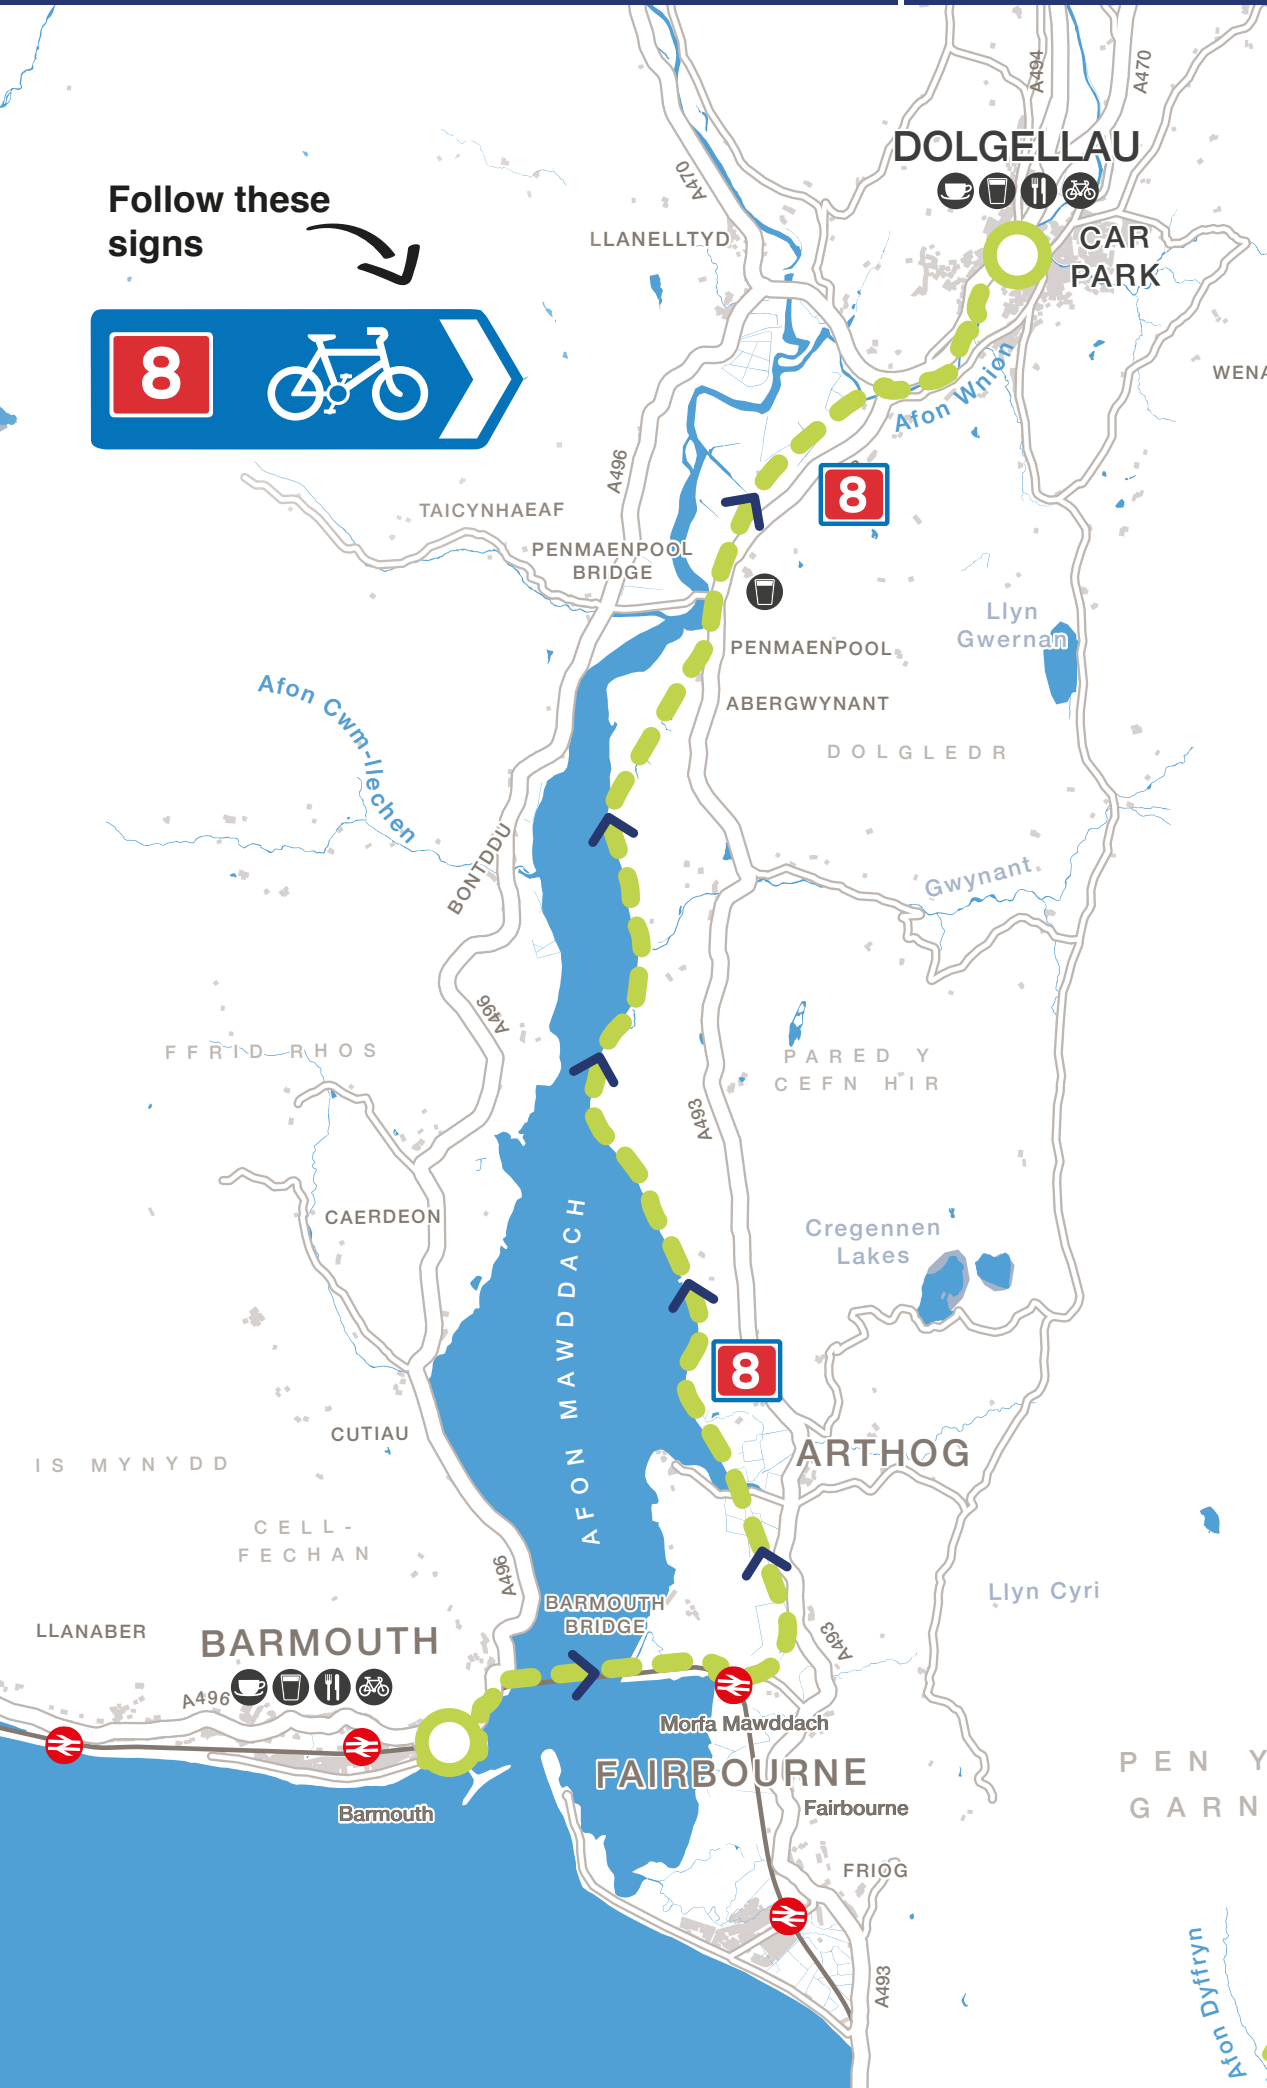 A494
A470
DOLGELLAU
A470
Follow these
signs
LLANELLTYD
CAR
PARK
8
WENA
Afon Wnion
A496
8
TAICYNHAEAF
PENMAENPOOL
BRIDGE
Llyn
Gwernan
PENMAENPOOL
Afon Cwm-llechen
ABERGWYNANT
DOLGLEDR
BONTDDU
Gwynant
A496
FFRID RHOS
PARED Y
CEFN HIR
A493
CAERDEON
AFON MAWDDACH
Cregennen
Lakes
8
CUTIAU
ARTHOG
IS MYNYDD
CELL-
FECHAN
A496
Llyn Cyri
BARMOUTH
BRIDGE
LLANABER
BARMOUTH
A493
A496
Morfa Mawddach
PEN Y
FAIRBOURNE
GARN
Barmouth
Fairbourne
FRIOG
A493
Afon Dyffryn